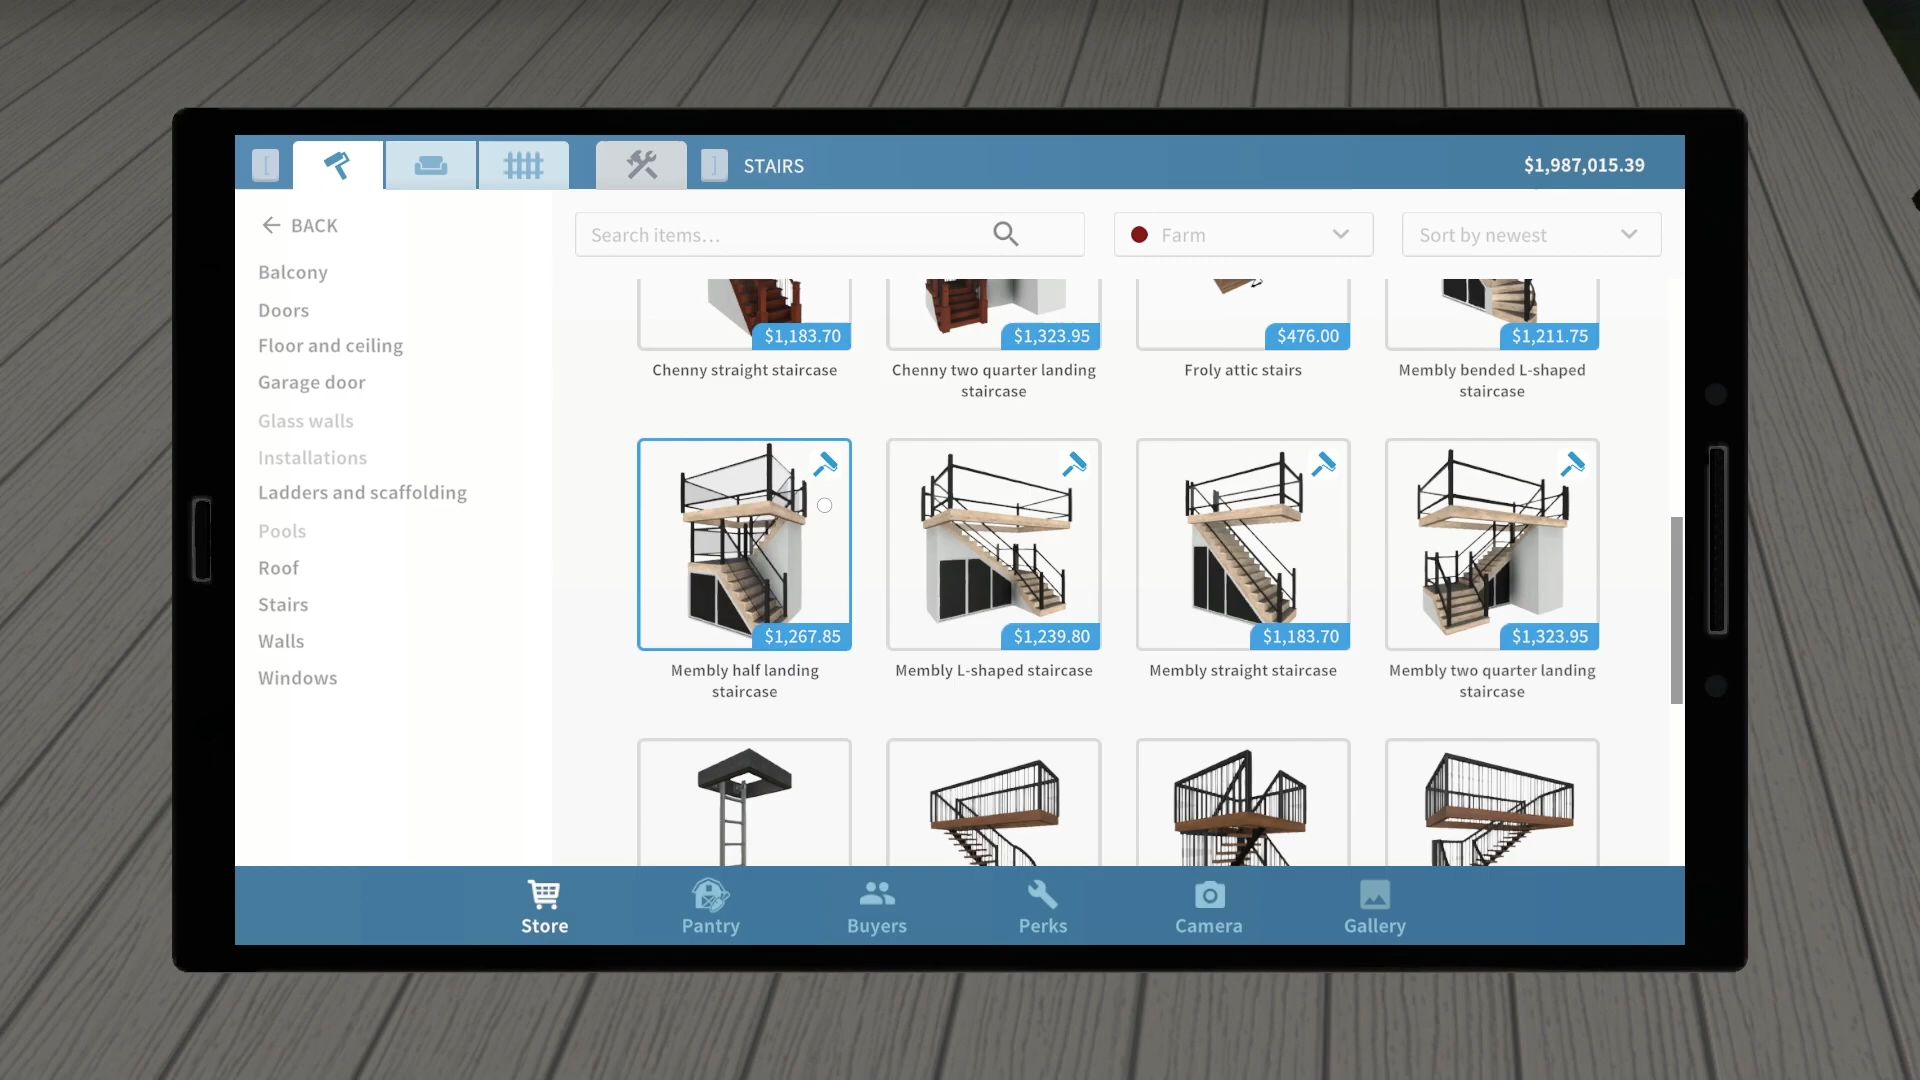 [
]
STAIRS
$1,987,015.39
BACK
Search items...
Farm
Sort by newest
Balcony
Doors
Floor and ceiling
Garage door
Glass walls
Installations
Ladders and scaffolding
Pools
Roof
Stairs
Walls
Windows
$1,183.70
$1,323.95
$476.00
$1,211.75
Chenny straight staircase
Chenny two quarter landing
staircase
Froly attic stairs
Membly bended L-shaped
staircase
$1,267.85
$1,239.80
$1,183.70
$1,323.95
Membly half landing
staircase
Membly L-shaped staircase
Membly straight staircase
Membly two quarter landing
staircase
Store
Pantry
Buyers
Perks
Camera
Gallery